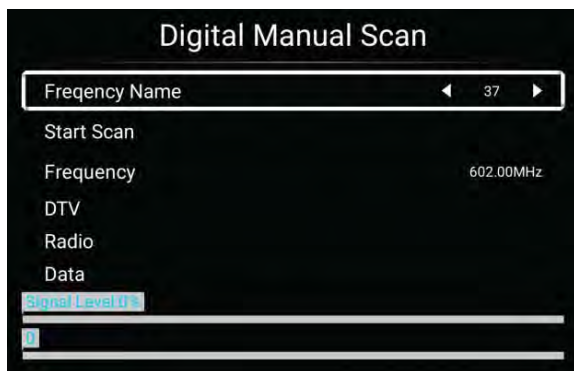 Digital Manual Scan
Freqency Name 37
Start Scan
Frequency 602.00MHz
DTV
Radio
Data
Signal Level 0%
0